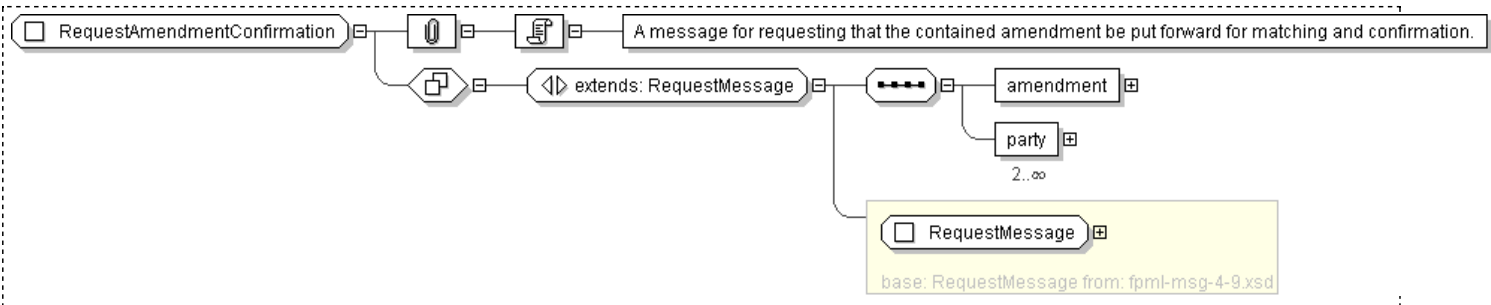 RequestAmendmentConfirmation
A message for requesting that the contained amendment be put forward for matching and confirmation.
extends: RequestMessage
amendment
party
2..∞
RequestMessage
base: RequestMessage from: fpml-msg-4-9.xsd